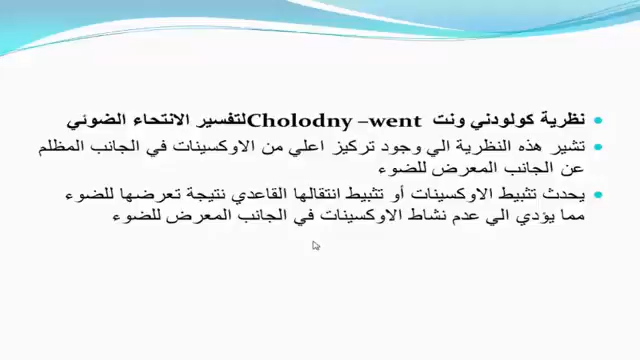 نظرية كولودني ونت Cholodny –went لتفسير الانتحاء الضوئي
تشير هذه النظرية الي وجود تركيز اعلي من الاوكسينات في الجانب المظلم
عن الجانب المعرض للضوء
يحدث تثبيط الاوكسينات أو تثبيط انتقالها القاعدي نتيجة تعرضها للضوء
مما يؤدي الي عدم نشاط الاوكسينات في الجانب المعرض للضوء